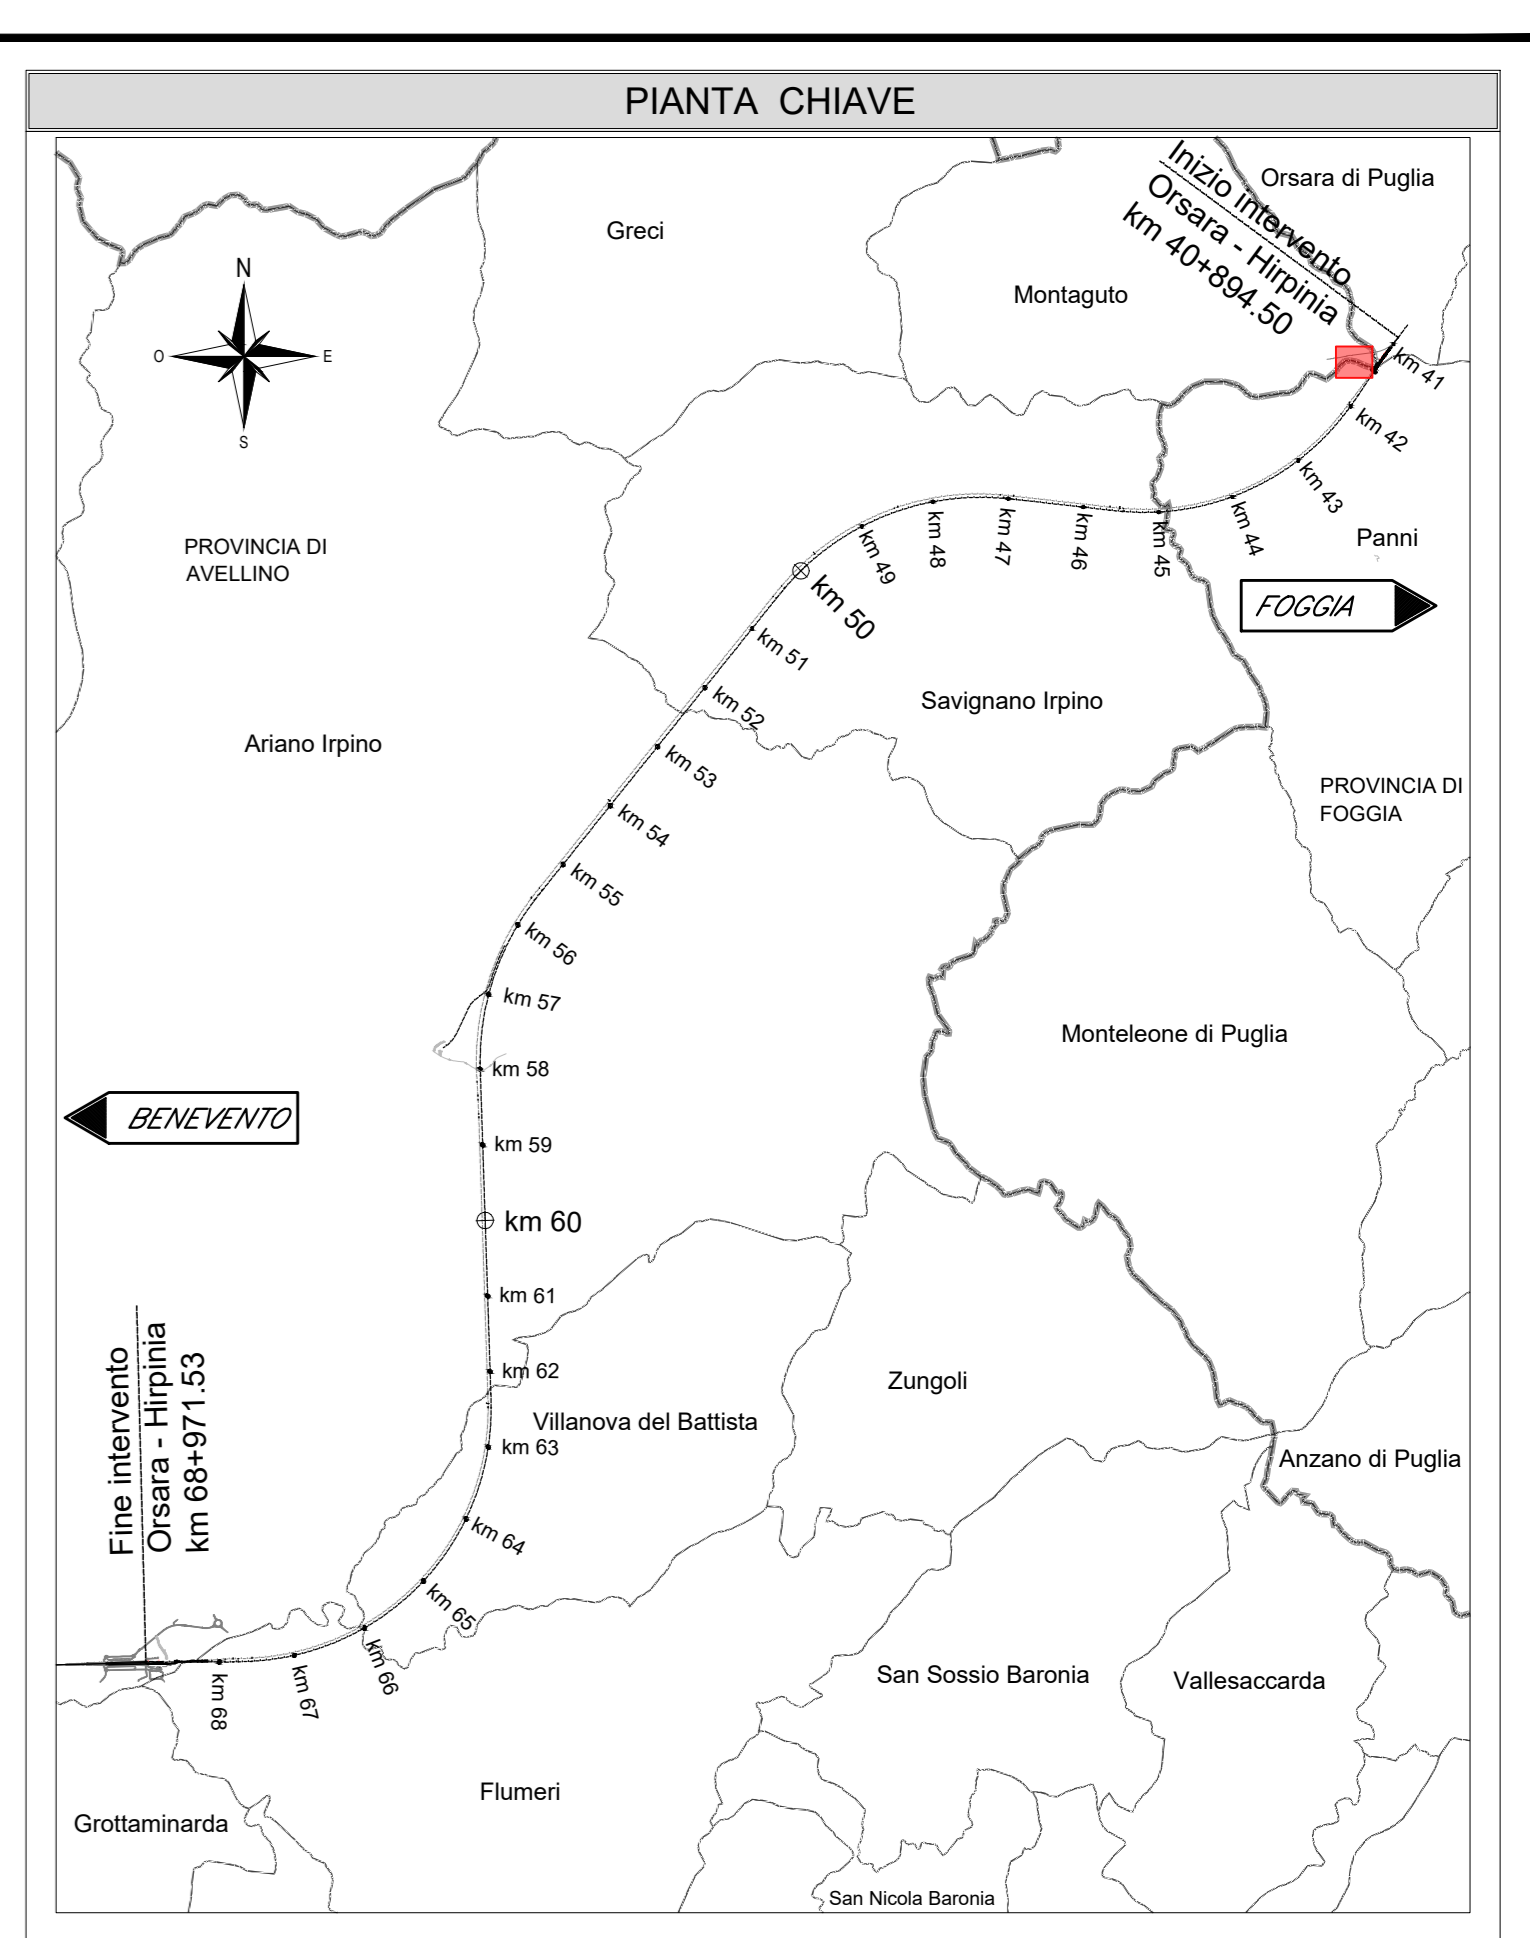 PIANTA CHIAVE
Inizio intervento
Orsara - Hirpinia
km 40+894.50
Orsara di Puglia
Greci
Montaguto
N
O
E
S
km 41
km 42
km 43
km 44
km 45
km 46
km 47
km 48
km 49
km 50
Panni
PROVINCIA DI
AVELLINO
FOGGIA
km 51
km 52
km 53
km 54
km 55
km 56
km 57
km 58
km 59
km 60
km 61
km 62
km 63
km 64
km 65
km 66
km 67
km 68
Savignano Irpino
Ariano Irpino
PROVINCIA DI
FOGGIA
Monteleone di Puglia
BENEVENTO
Fine intervento
Orsara - Hirpinia
km 68+971.53
Zungoli
Villanova del Battista
Anzano di Puglia
San Sossio Baronia
Vallesaccarda
Flumeri
Grottaminarda
San Nicola Baronia